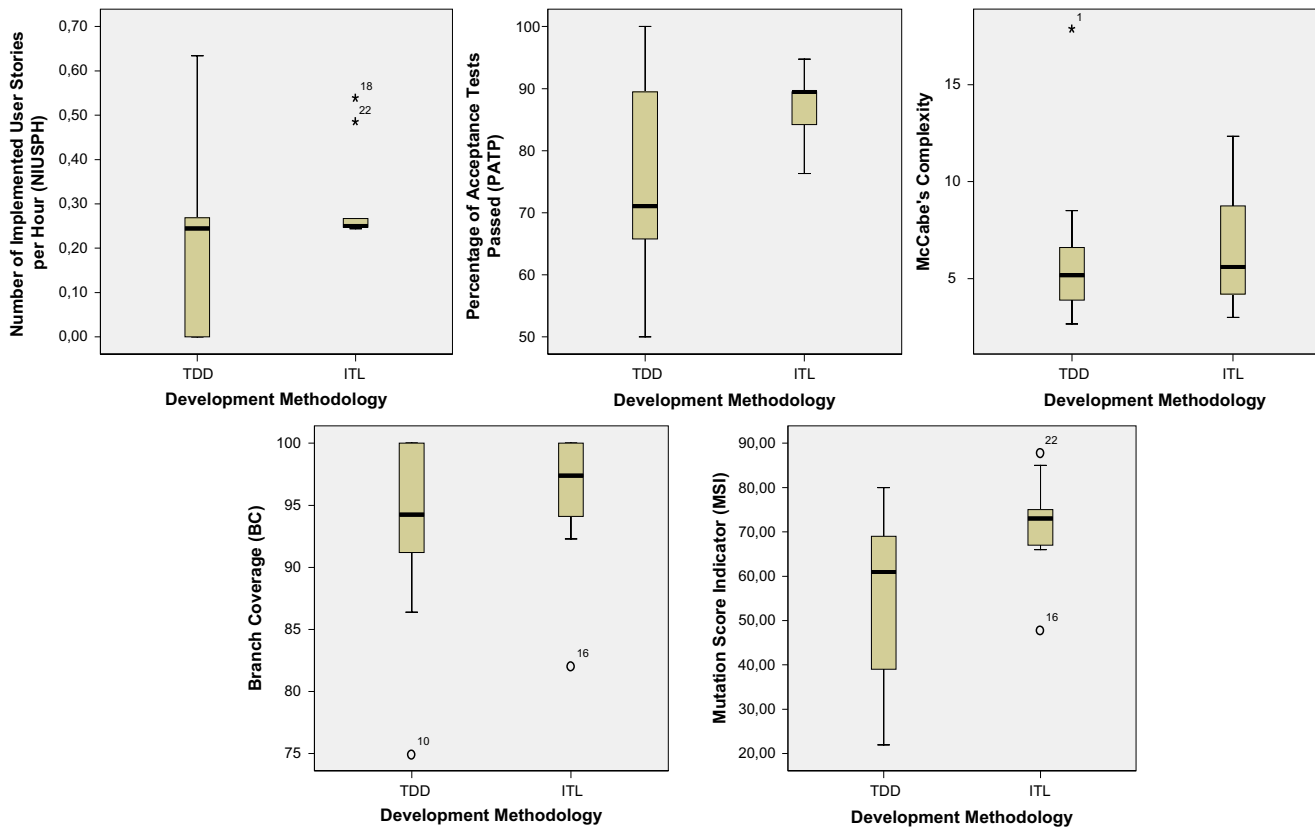 Number of Implemented User Stories
per Hour (NIUSPH)
0,70
0,60
0,50
0,40
0,30
0,20
0,10
0,00
18
22
TDD
ITL
Development Methodology
Percentage of Acceptance Tests
Passed (PATP)
100
90
80
70
60
50
TDD
ITL
Development Methodology
McCabe's Complexity
15
10
5
1
TDD
ITL
Development Methodology
Branch Coverage (BC)
100
95
90
85
80
75
10
16
TDD
ITL
Development Methodology
Mutation Score Indicator (MSI)
90,00
80,00
70,00
60,00
50,00
40,00
30,00
20,00
22
16
TDD
ITL
Development Methodology